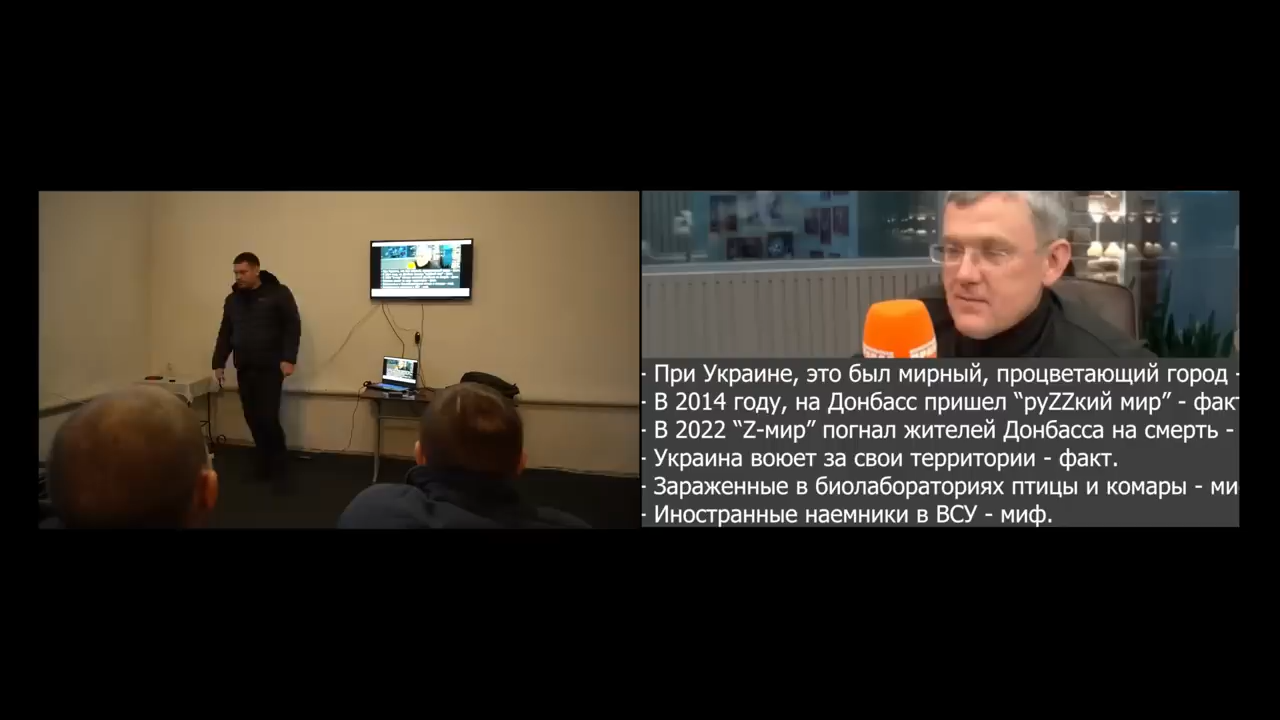 - При Украине, это был мирный, процветающий город -
- В 2014 году, на Донбасс пришел “руZZкий мир” - факт
- В 2022 “Z-мир” погнал жителей Донбасса на смерть -
- Украина воюет за свои территории - факт.
- Зараженные в биолабораториях птицы и комары - ми
- Иностранные наемники в ВСУ - миф.